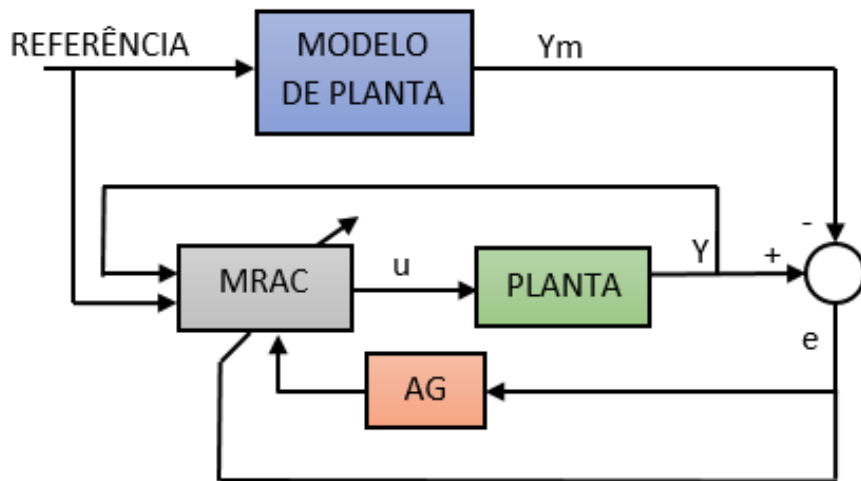 REFERÊNCIA
MODELO
DE PLANTA
Ym
-
MRAC
u
PLANTA
Y
+
e
AG